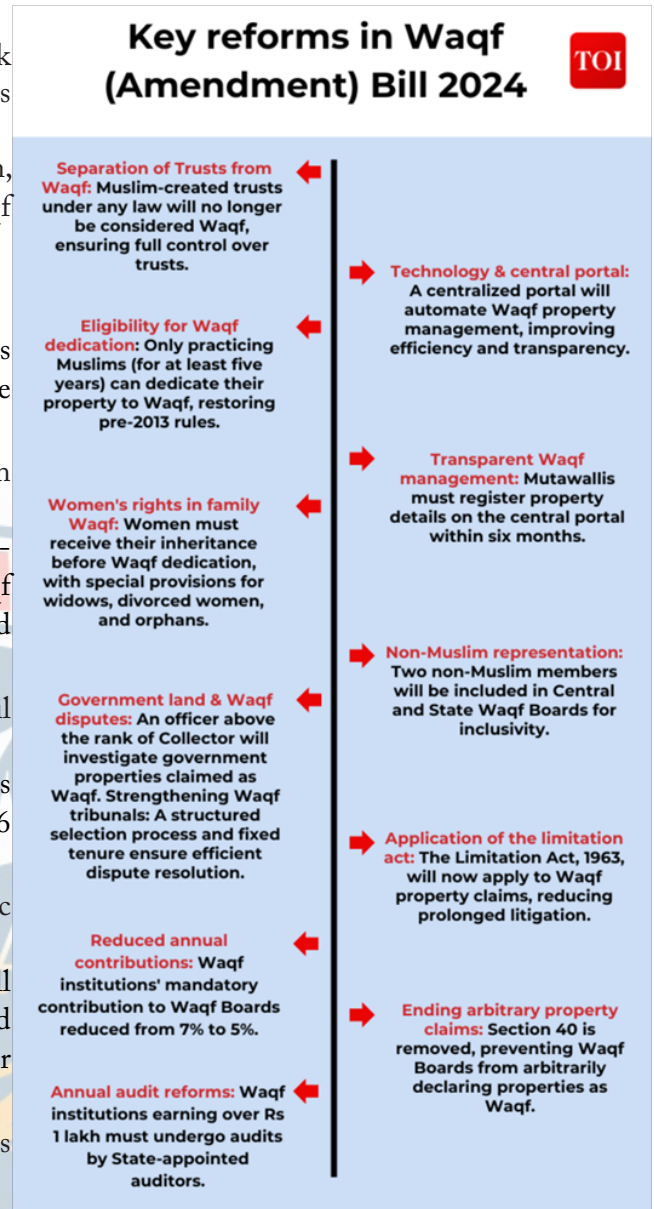 Key reforms in Waqf
(Amendment) Bill 2024
TOI
Separation of Trusts from
Waqf: Muslim-created trusts
under any law will no longer
be considered Waqf,
ensuring full control over
trusts.
Technology & central portal:
A centralized portal will
automate Waqf property
management, improving
efficiency and transparency.
Eligibility for Waqf
dedication: Only practicing
Muslims (for at least five
years) can dedicate their
property to Waqf, restoring
pre-2013 rules.
Transparent Waqf
management: Mutawallis
must register property
details on the central portal
within six months.
Women's rights in family
Waqf: Women must
receive their inheritance
before Waqf dedication,
with special provisions for
widows, divorced women,
and orphans.
Non-Muslim representation:
Two non-Muslim members
will be included in Central
and State Waqf Boards for
inclusivity.
Government land & Waqf
disputes: An officer above
the rank of Collector will
investigate government
properties claimed as
Waqf. Strengthening Waqf
tribunals: A structured
selection process and fixed
tenure ensure efficient
dispute resolution.
Application of the limitation
act: The Limitation Act, 1963,
will now apply to Waqf
property claims, reducing
prolonged litigation.
Reduced annual
contributions: Waqf
institutions' mandatory
contribution to Waqf Boards
reduced from 7% to 5%.
Ending arbitrary property
claims: Section 40 is
removed, preventing Waqf
Boards from arbitrarily
declaring properties as
Waqf.
Annual audit reforms: Waqf
institutions earning over Rs
1 lakh must undergo audits
by State-appointed
auditors.